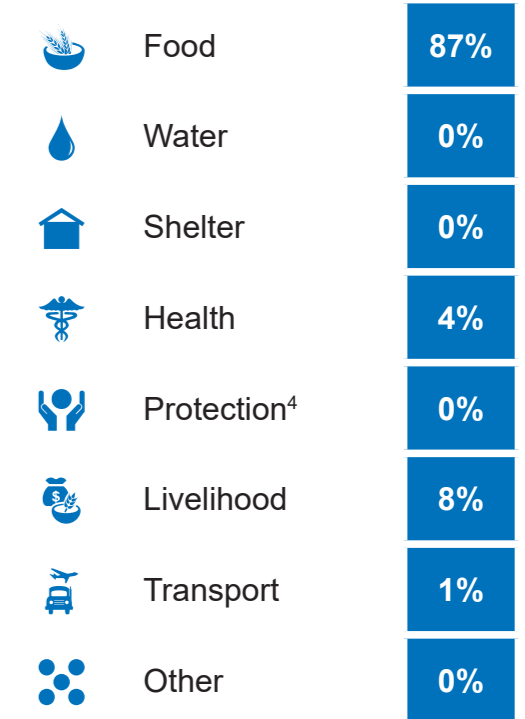 Food 87%
Water 0%
Shelter 0%
Health 4%
Protection⁴ 0%
Livelihood 8%
$
Transport 1%
Other 0%